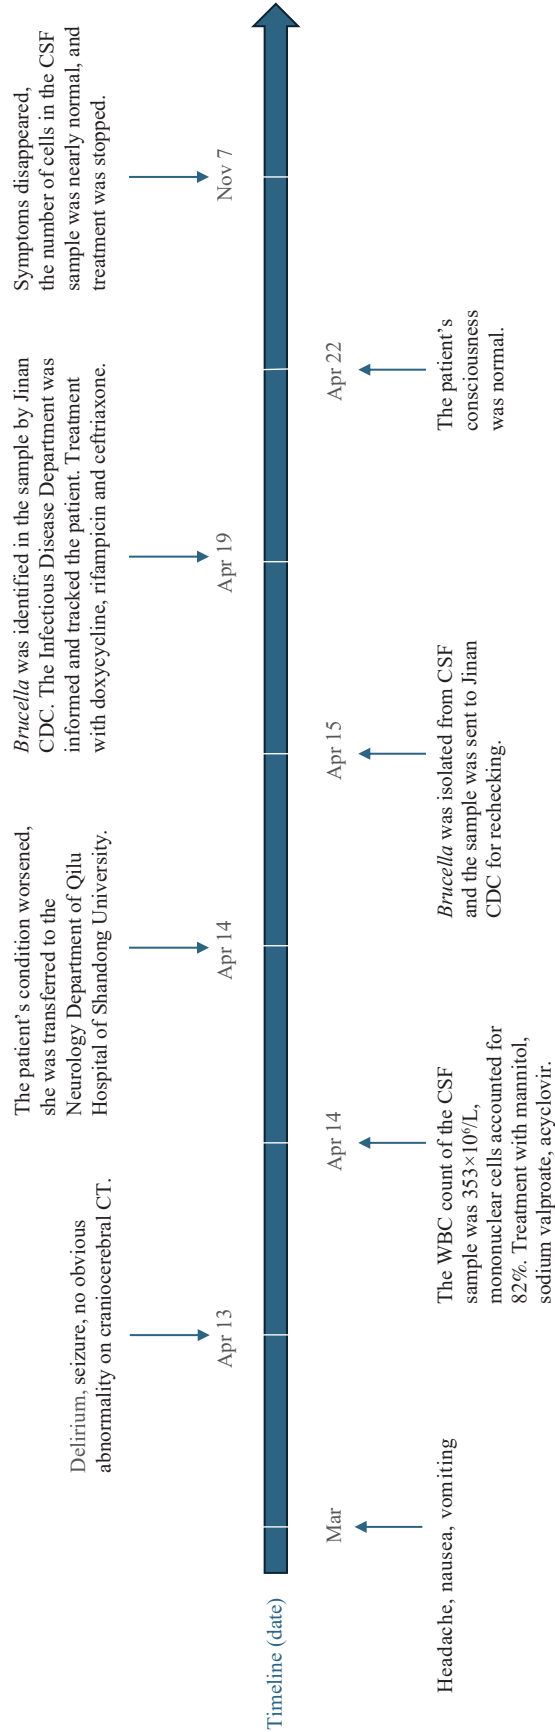 Timeline (date)
Mar
Headache, nausea, vomiting
Delirium, seizure, no obvious
abnormality on craniocerebral CT.
Apr 13
Apr 14
The WBC count of the CSF
sample was 353×10⁶/L,
mononuclear cells accounted for
82%. Treatment with mannitol,
sodium valproate, acyclovir.
The patient’s condition worsened,
she was transferred to the
Neurology Department of Qilu
Hospital of Shandong University.
Apr 14
Apr 15
Brucella was isolated from CSF
and the sample was sent to Jinan
CDC for rechecking.
Brucella was identified in the sample by Jinan
CDC. The Infectious Disease Department was
informed and tracked the patient. Treatment
with doxycycline, rifampicin and ceftriaxone.
Apr 19
Apr 22
The patient’s
consciousness
was normal.
Symptoms disappeared,
the number of cells in the CSF
sample was nearly normal, and
treatment was stopped.
Nov 7